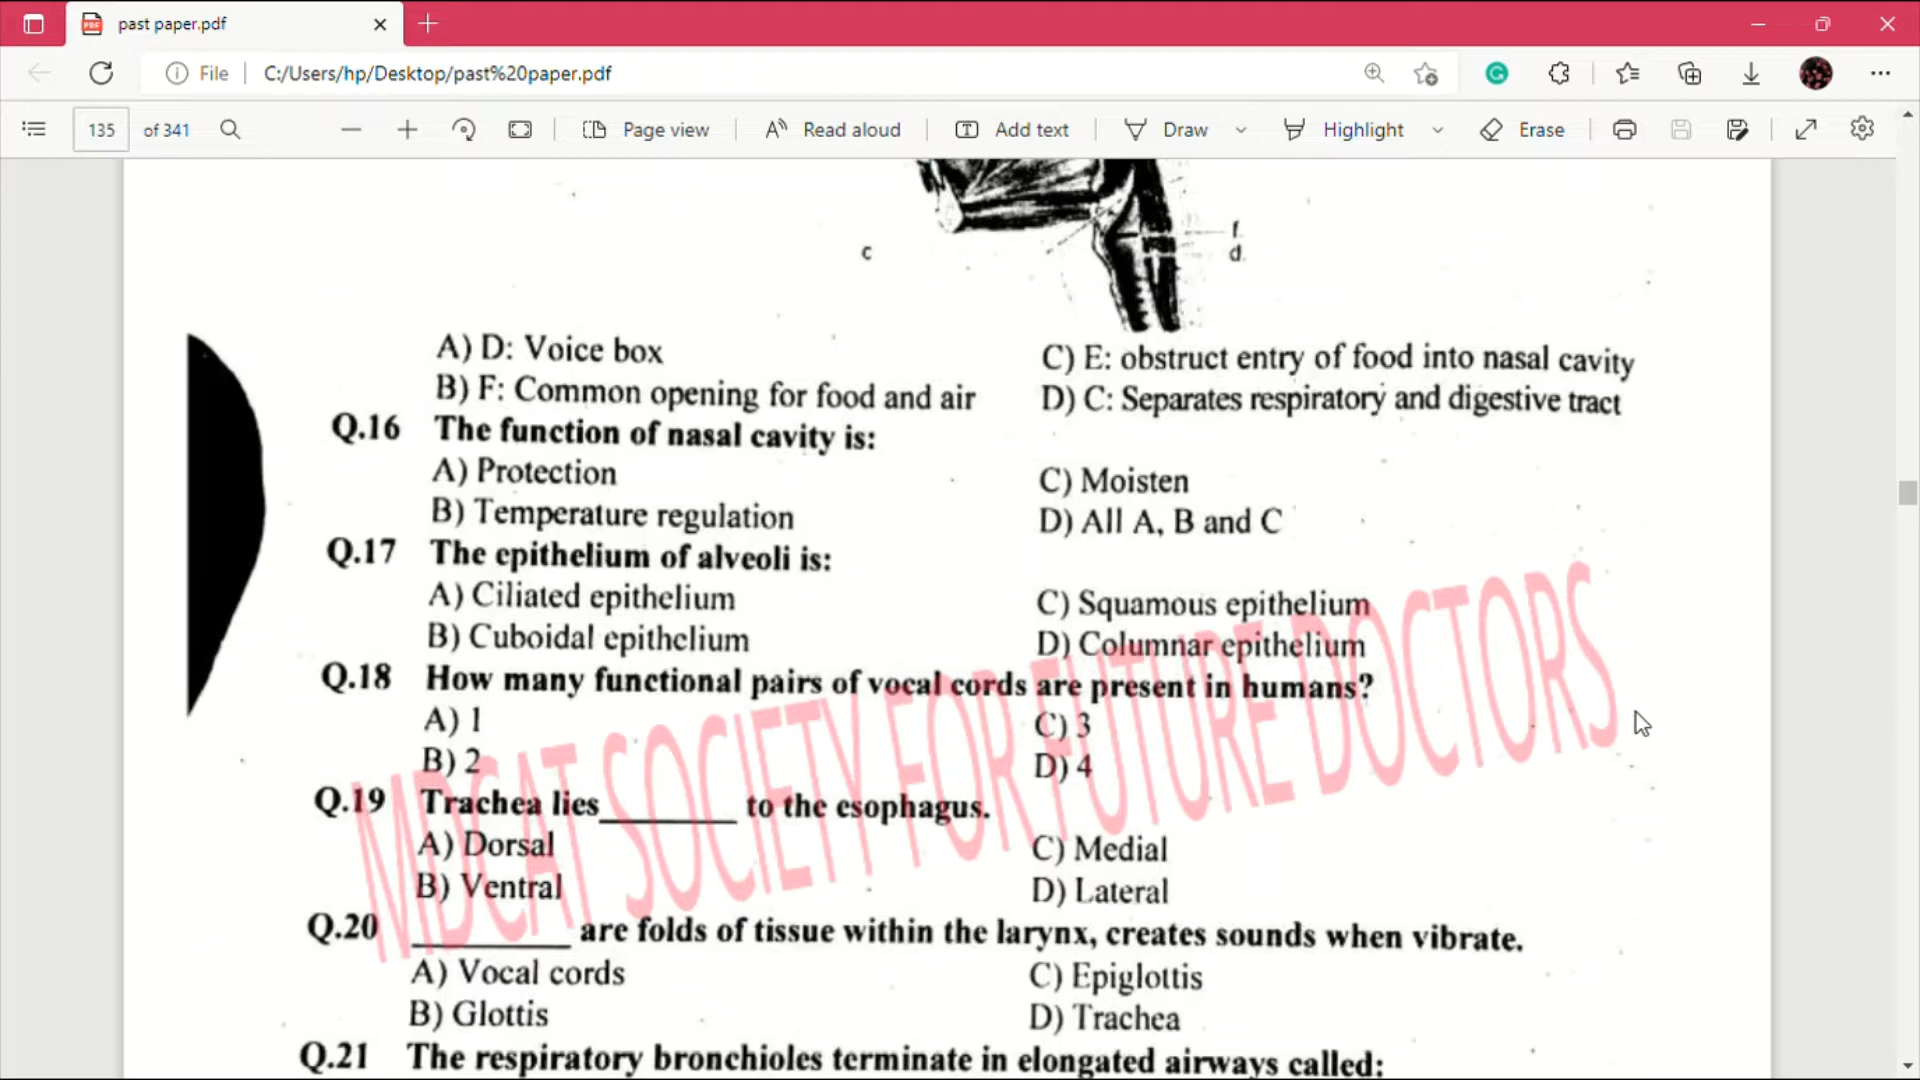 past paper.pdf
File
C:/Users/hp/Desktop/past%20paper.pdf
135 of 341
Page view
Read aloud
Add text
Draw
Highlight
Erase
f.
c
d.
A) D: Voice box
C) E: obstruct entry of food into nasal cavity
B) F: Common opening for food and air
D) C: Separates respiratory and digestive tract
Q.16 The function of nasal cavity is:
A) Protection
C) Moisten
B) Temperature regulation
D) All A, B and C
Q.17 The epithelium of alveoli is:
A) Ciliated epithelium
C) Squamous epithelium
B) Cuboidal epithelium
D) Columnar epithelium
Q.18 How many functional pairs of vocal cords are present in humans?
A) 1
C) 3
B) 2
D) 4
Q.19 Trachea lies__________ to the esophagus.
A) Dorsal
C) Medial
B) Ventral
D) Lateral
Q.20 ___________ are folds of tissue within the larynx, creates sounds when vibrate.
A) Vocal cords
C) Epiglottis
B) Glottis
D) Trachea
Q.21 The respiratory bronchioles terminate in elongated airways called:
MDCAT SOCIETY FOR FUTURE DOCTORS